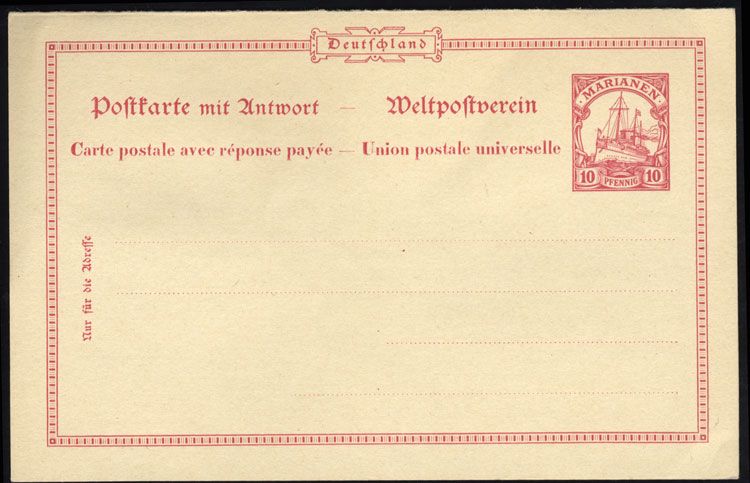 Deutschland
Postkarte mit Antwort — Weltpostverein
Carte postale avec réponse payée — Union postale universelle
MARIANEN
10 PFENNIG 10
Nur für die Adresse